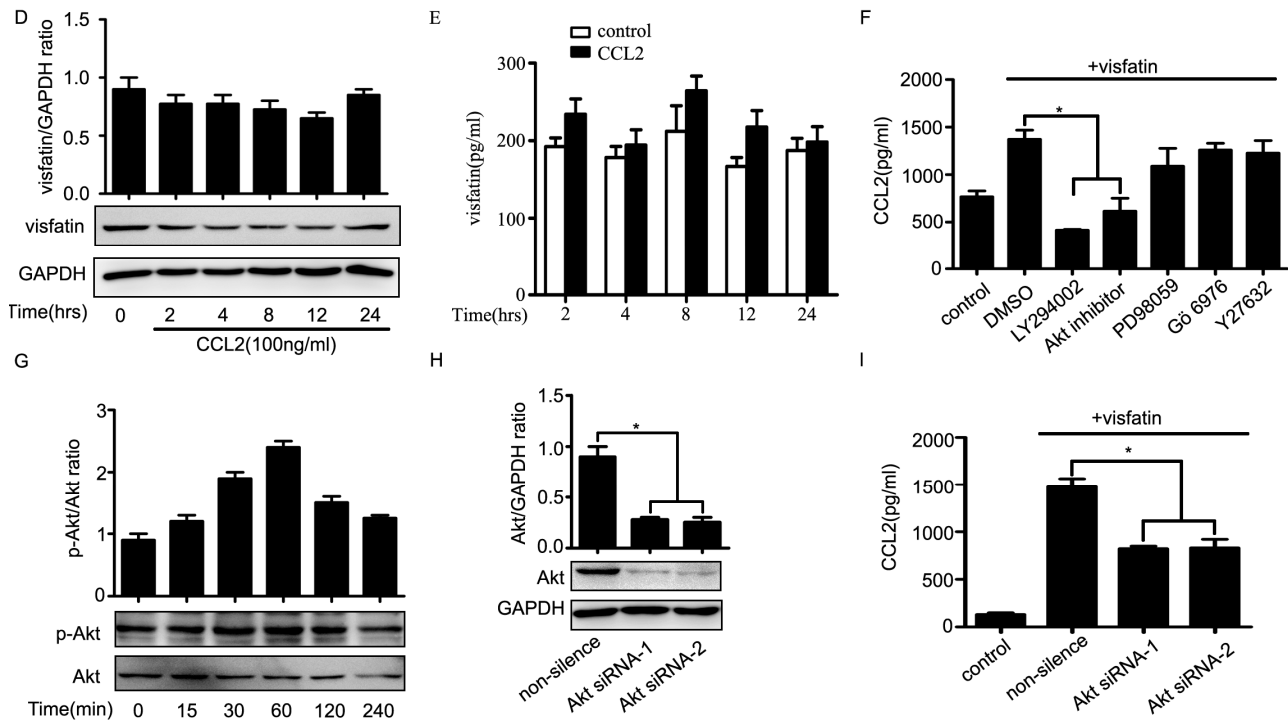 D
visfatin/GAPDH ratio
1.5
1.0
0.5
0.0
visfatin
GAPDH
Time(hrs) 0 2 4 8 12 24
CCL2(100ng/ml)
E
control
CCL2
visfatin(pg/ml)
300
200
100
0
Time(hrs) 2 4 8 12 24
F
+visfatin
*
CCL2(pg/ml)
2000
1500
1000
500
0
control
DMSO
LY294002
Akt inhibitor
PD98059
Gö 6976
Y27632
G
p-Akt/Akt ratio
3
2
1
0
p-Akt
Akt
Time(min) 0 15 30 60 120 240
H
Akt/GAPDH ratio
1.5
1.0
0.5
0.0
*
Akt
GAPDH
non-silence
Akt siRNA-1
Akt siRNA-2
I
+visfatin
*
CCL2(pg/ml)
2000
1500
1000
500
0
control
non-silence
Akt siRNA-1
Akt siRNA-2